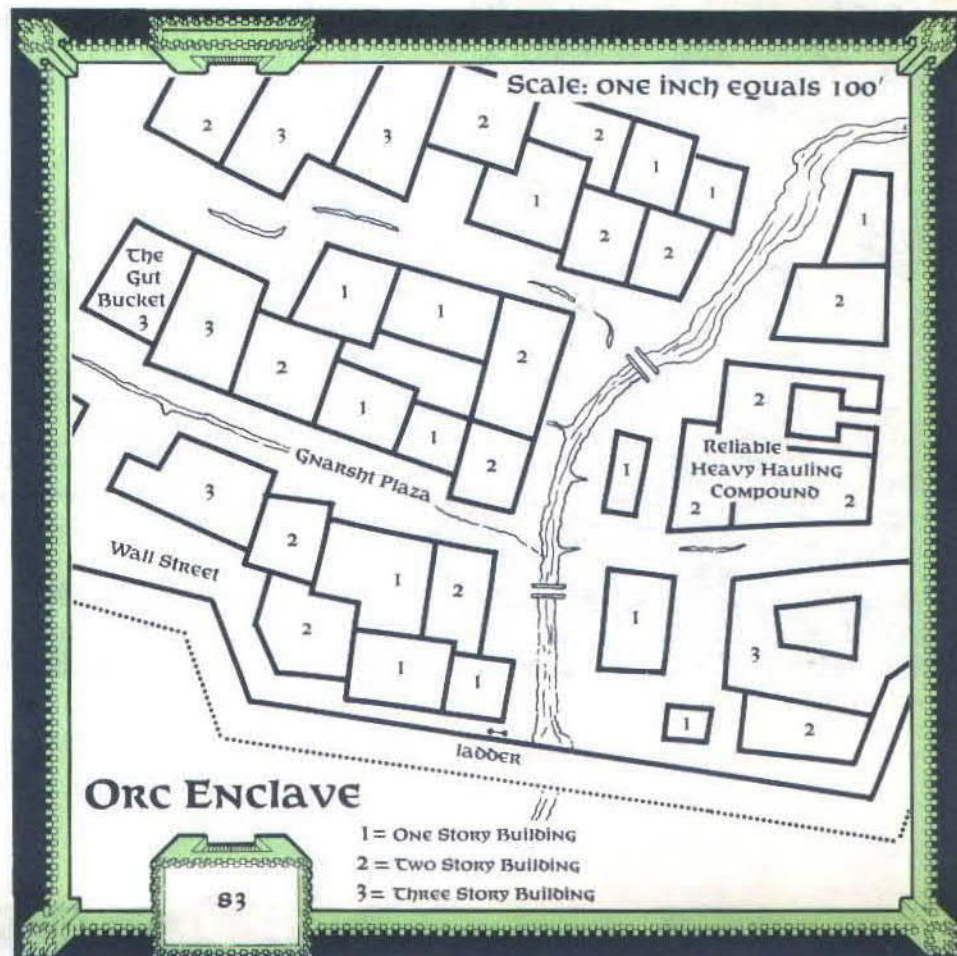 Scale: one inch equals 100'
2
3
3
2
2
1
1
1
2
2
1
2
The
Gut
Bucket
3
3
1
1
2
2
1
1
2
2
Reliable
Heavy Hauling
Compound
2
2
1
Gnarsht Plaza
3
2
1
2
Wall Street
2
1
1
1
3
1
2
ladder
Orc Enclave
1 = One Story Building
2 = Two Story Building
3 = Three Story Building
83